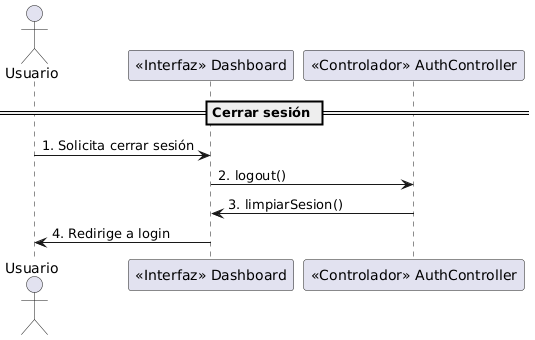 Usuario
«Interfaz» Dashboard
«Controlador» AuthController
Cerrar sesión
1. Solicita cerrar sesión
2. logout()
3. limpiarSesion()
4. Redirige a login
Usuario
«Interfaz» Dashboard
«Controlador» AuthController